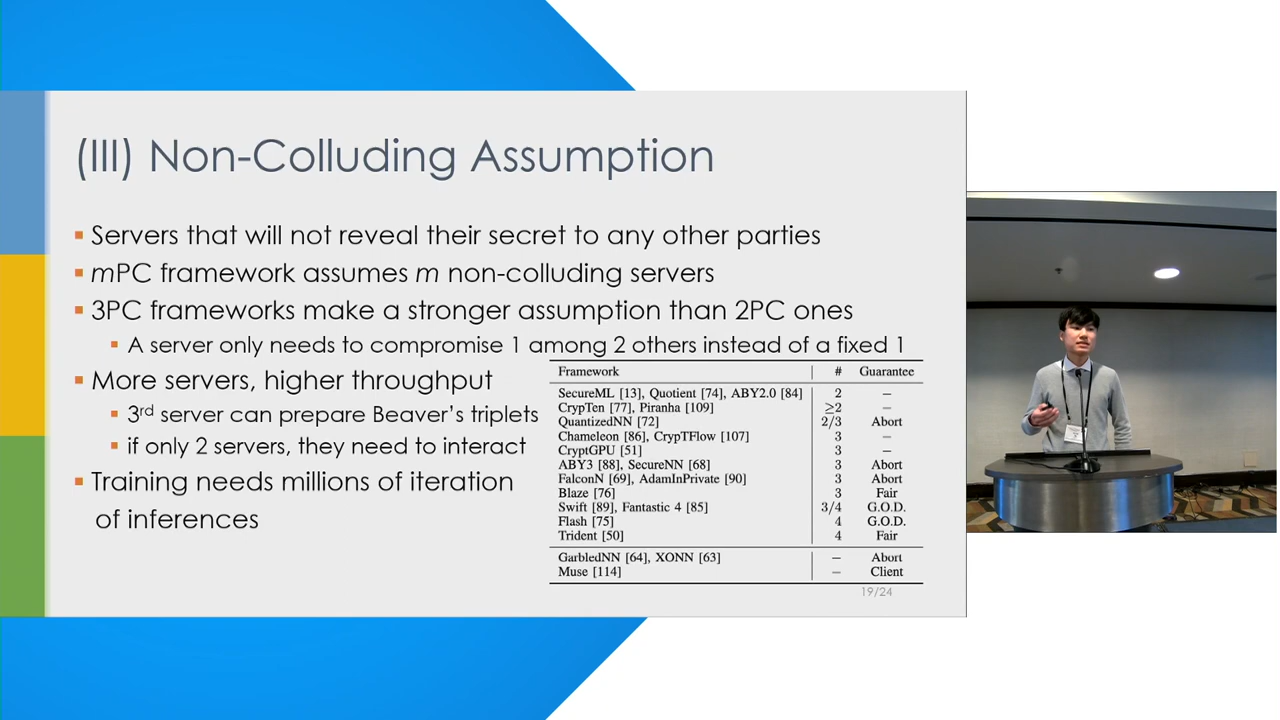 (III) Non-Colluding Assumption
Servers that will not reveal their secret to any other parties
mPC framework assumes m non-colluding servers
3PC frameworks make a stronger assumption than 2PC ones
A server only needs to compromise 1 among 2 others instead of a fixed 1
More servers, higher throughput
3rd server can prepare Beaver's triplets
if only 2 servers, they need to interact
Training needs millions of iteration
of inferences
Framework # Guarantee
SecureML [13], Quotient [74], ABY2.0 [84] 2 –
CrypTen [77], Piranha [109] ≥2 –
QuantizedNN [72] 2/3 Abort
Chameleon [86], CrypTFlow [107] 3 –
CryptGPU [51] 3 –
ABY3 [88], SecureNN [68] 3 Abort
FalconN [69], AdamInPrivate [90] 3 Abort
Blaze [76] 3 Fair
Swift [89], Fantastic 4 [85] 3/4 G.O.D.
Flash [75] 4 G.O.D.
Trident [50] 4 Fair
GarbledNN [64], XONN [63] – Abort
Muse [114] – Client
19/24